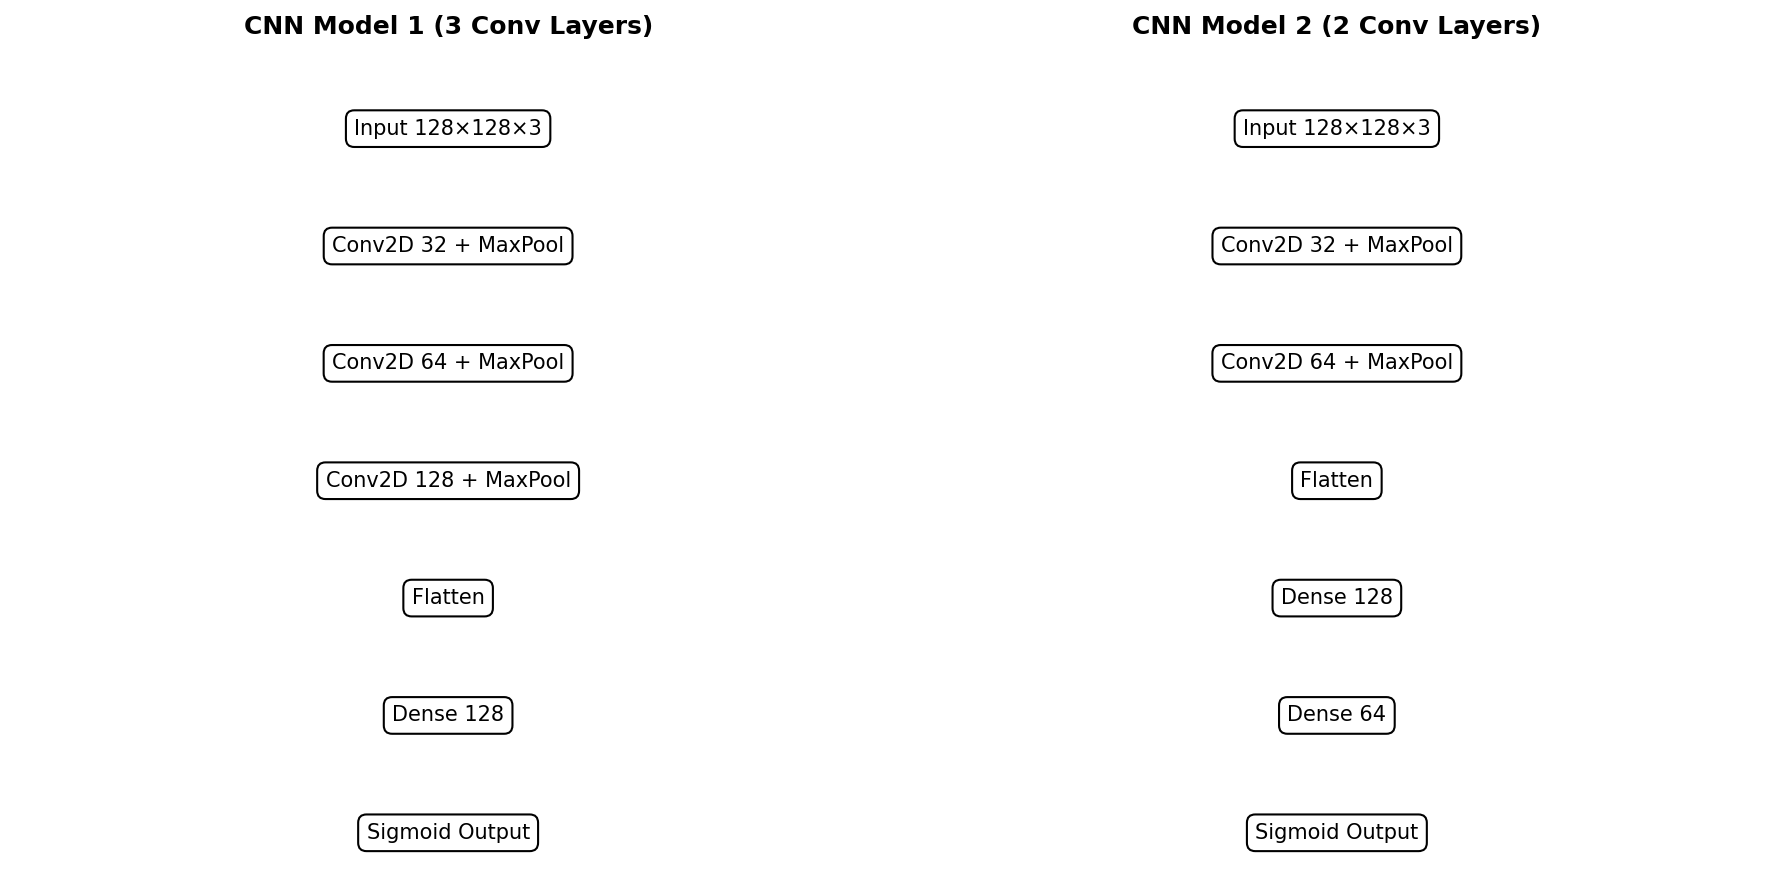 CNN Model 1 (3 Conv Layers)
Input 128×128×3
Conv2D 32 + MaxPool
Conv2D 64 + MaxPool
Conv2D 128 + MaxPool
Flatten
Dense 128
Sigmoid Output
CNN Model 2 (2 Conv Layers)
Input 128×128×3
Conv2D 32 + MaxPool
Conv2D 64 + MaxPool
Flatten
Dense 128
Dense 64
Sigmoid Output